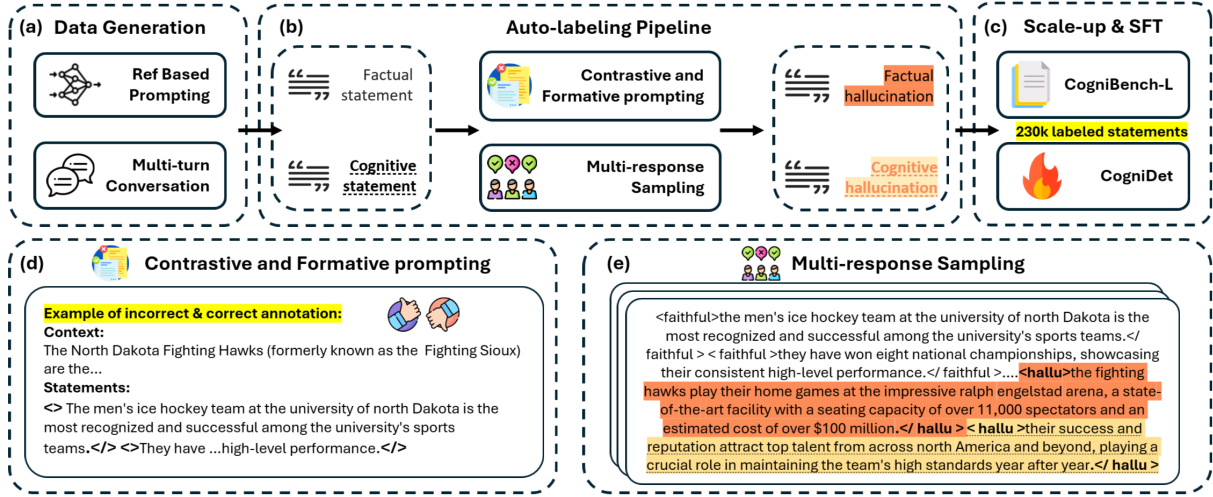 (a) Data Generation
Ref Based
Prompting
Multi-turn
Conversation
(b) Auto-labeling Pipeline
Factual
statement
Cognitive
statement
Contrastive and
Formative prompting
Multi-response
Sampling
Factual
hallucination
Cognitive
hallucination
(c) Scale-up & SFT
CogniBench-L
230k labeled statements
CogniDet
(d) Contrastive and Formative prompting
Example of incorrect & correct annotation:
Context:
The North Dakota Fighting Hawks (formerly known as the Fighting Sioux)
are the...
Statements:
<> The men's ice hockey team at the university of north Dakota is the
most recognized and successful among the university's sports
teams.</> <>They have ...high-level performance.</>
(e) Multi-response Sampling
<faithful>the men's ice hockey team at the university of north Dakota is the
most recognized and successful among the university's sports teams.</
faithful > < faithful >they have won eight national championships, showcasing
their consistent high-level performance.</ faithful >....<hallu>the fighting
hawks play their home games at the impressive ralph engelstad arena, a state-
of-the-art facility with a seating capacity of over 11,000 spectators and an
estimated cost of over $100 million.</ hallu > < hallu >their success and
reputation attract top talent from across north America and beyond, playing a
crucial role in maintaining the team's high standards year after year.</ hallu >